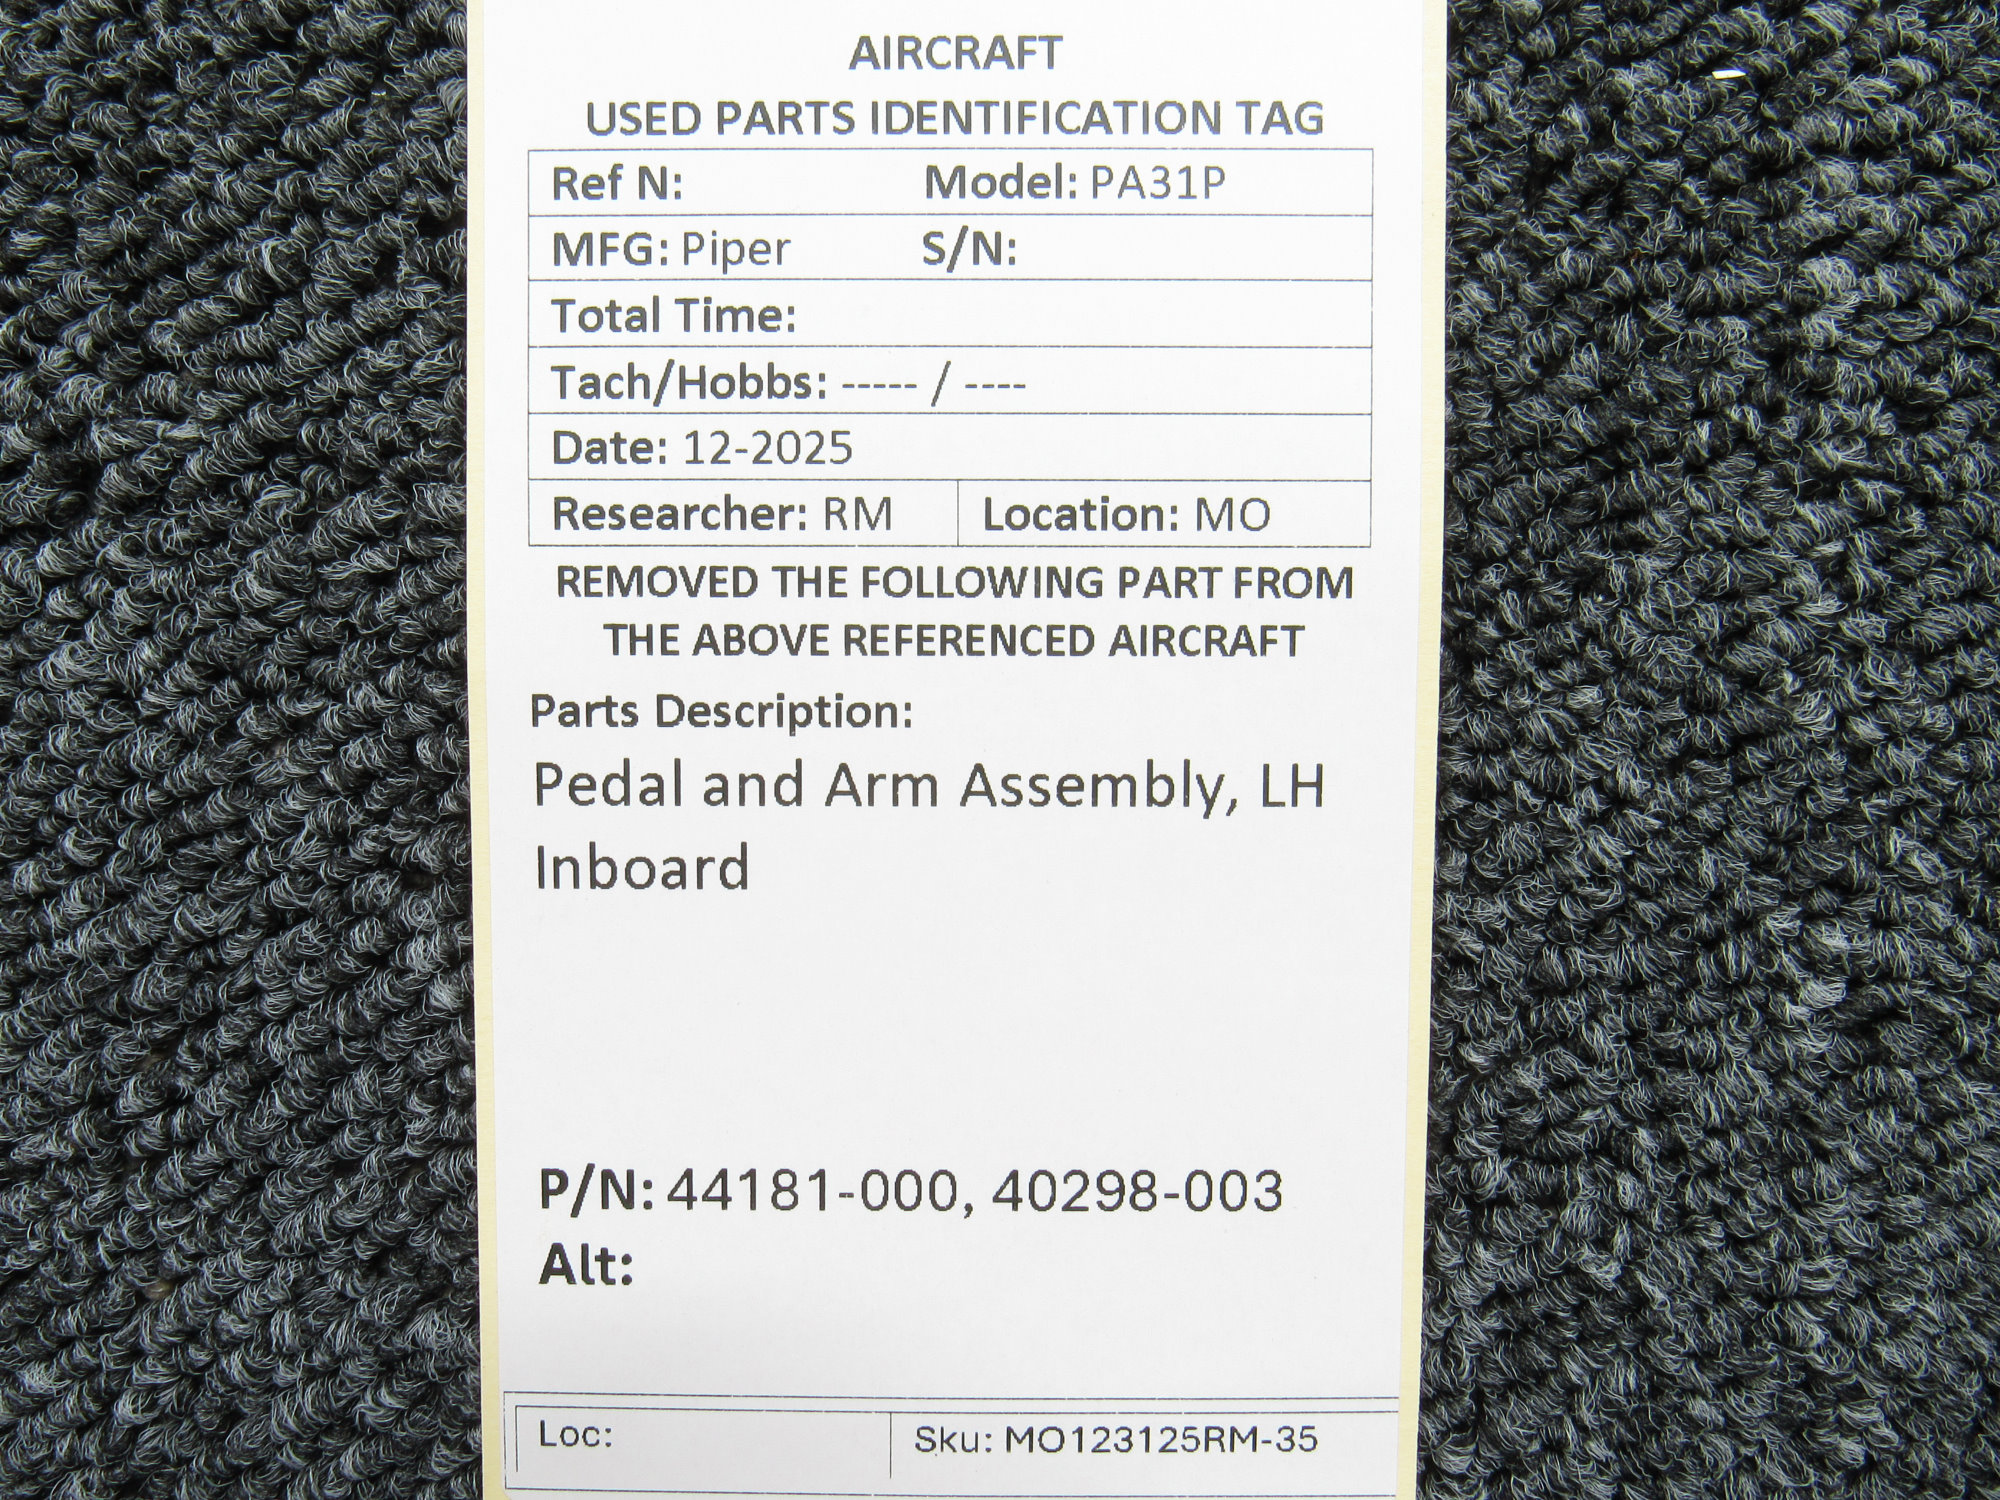 AIRCRAFT
USED PARTS IDENTIFICATION TAG
Ref N: Model: PA31P
MFG: Piper S/N:
Total Time:
Tach/Hobbs: ----- / ----
Date: 12-2025
Researcher: RM Location: MO
REMOVED THE FOLLOWING PART FROM
THE ABOVE REFERENCED AIRCRAFT
Parts Description:
Pedal and Arm Assembly, LH
Inboard
P/N: 44181-000, 40298-003
Alt:
Loc: Sku: MO123125RM-35